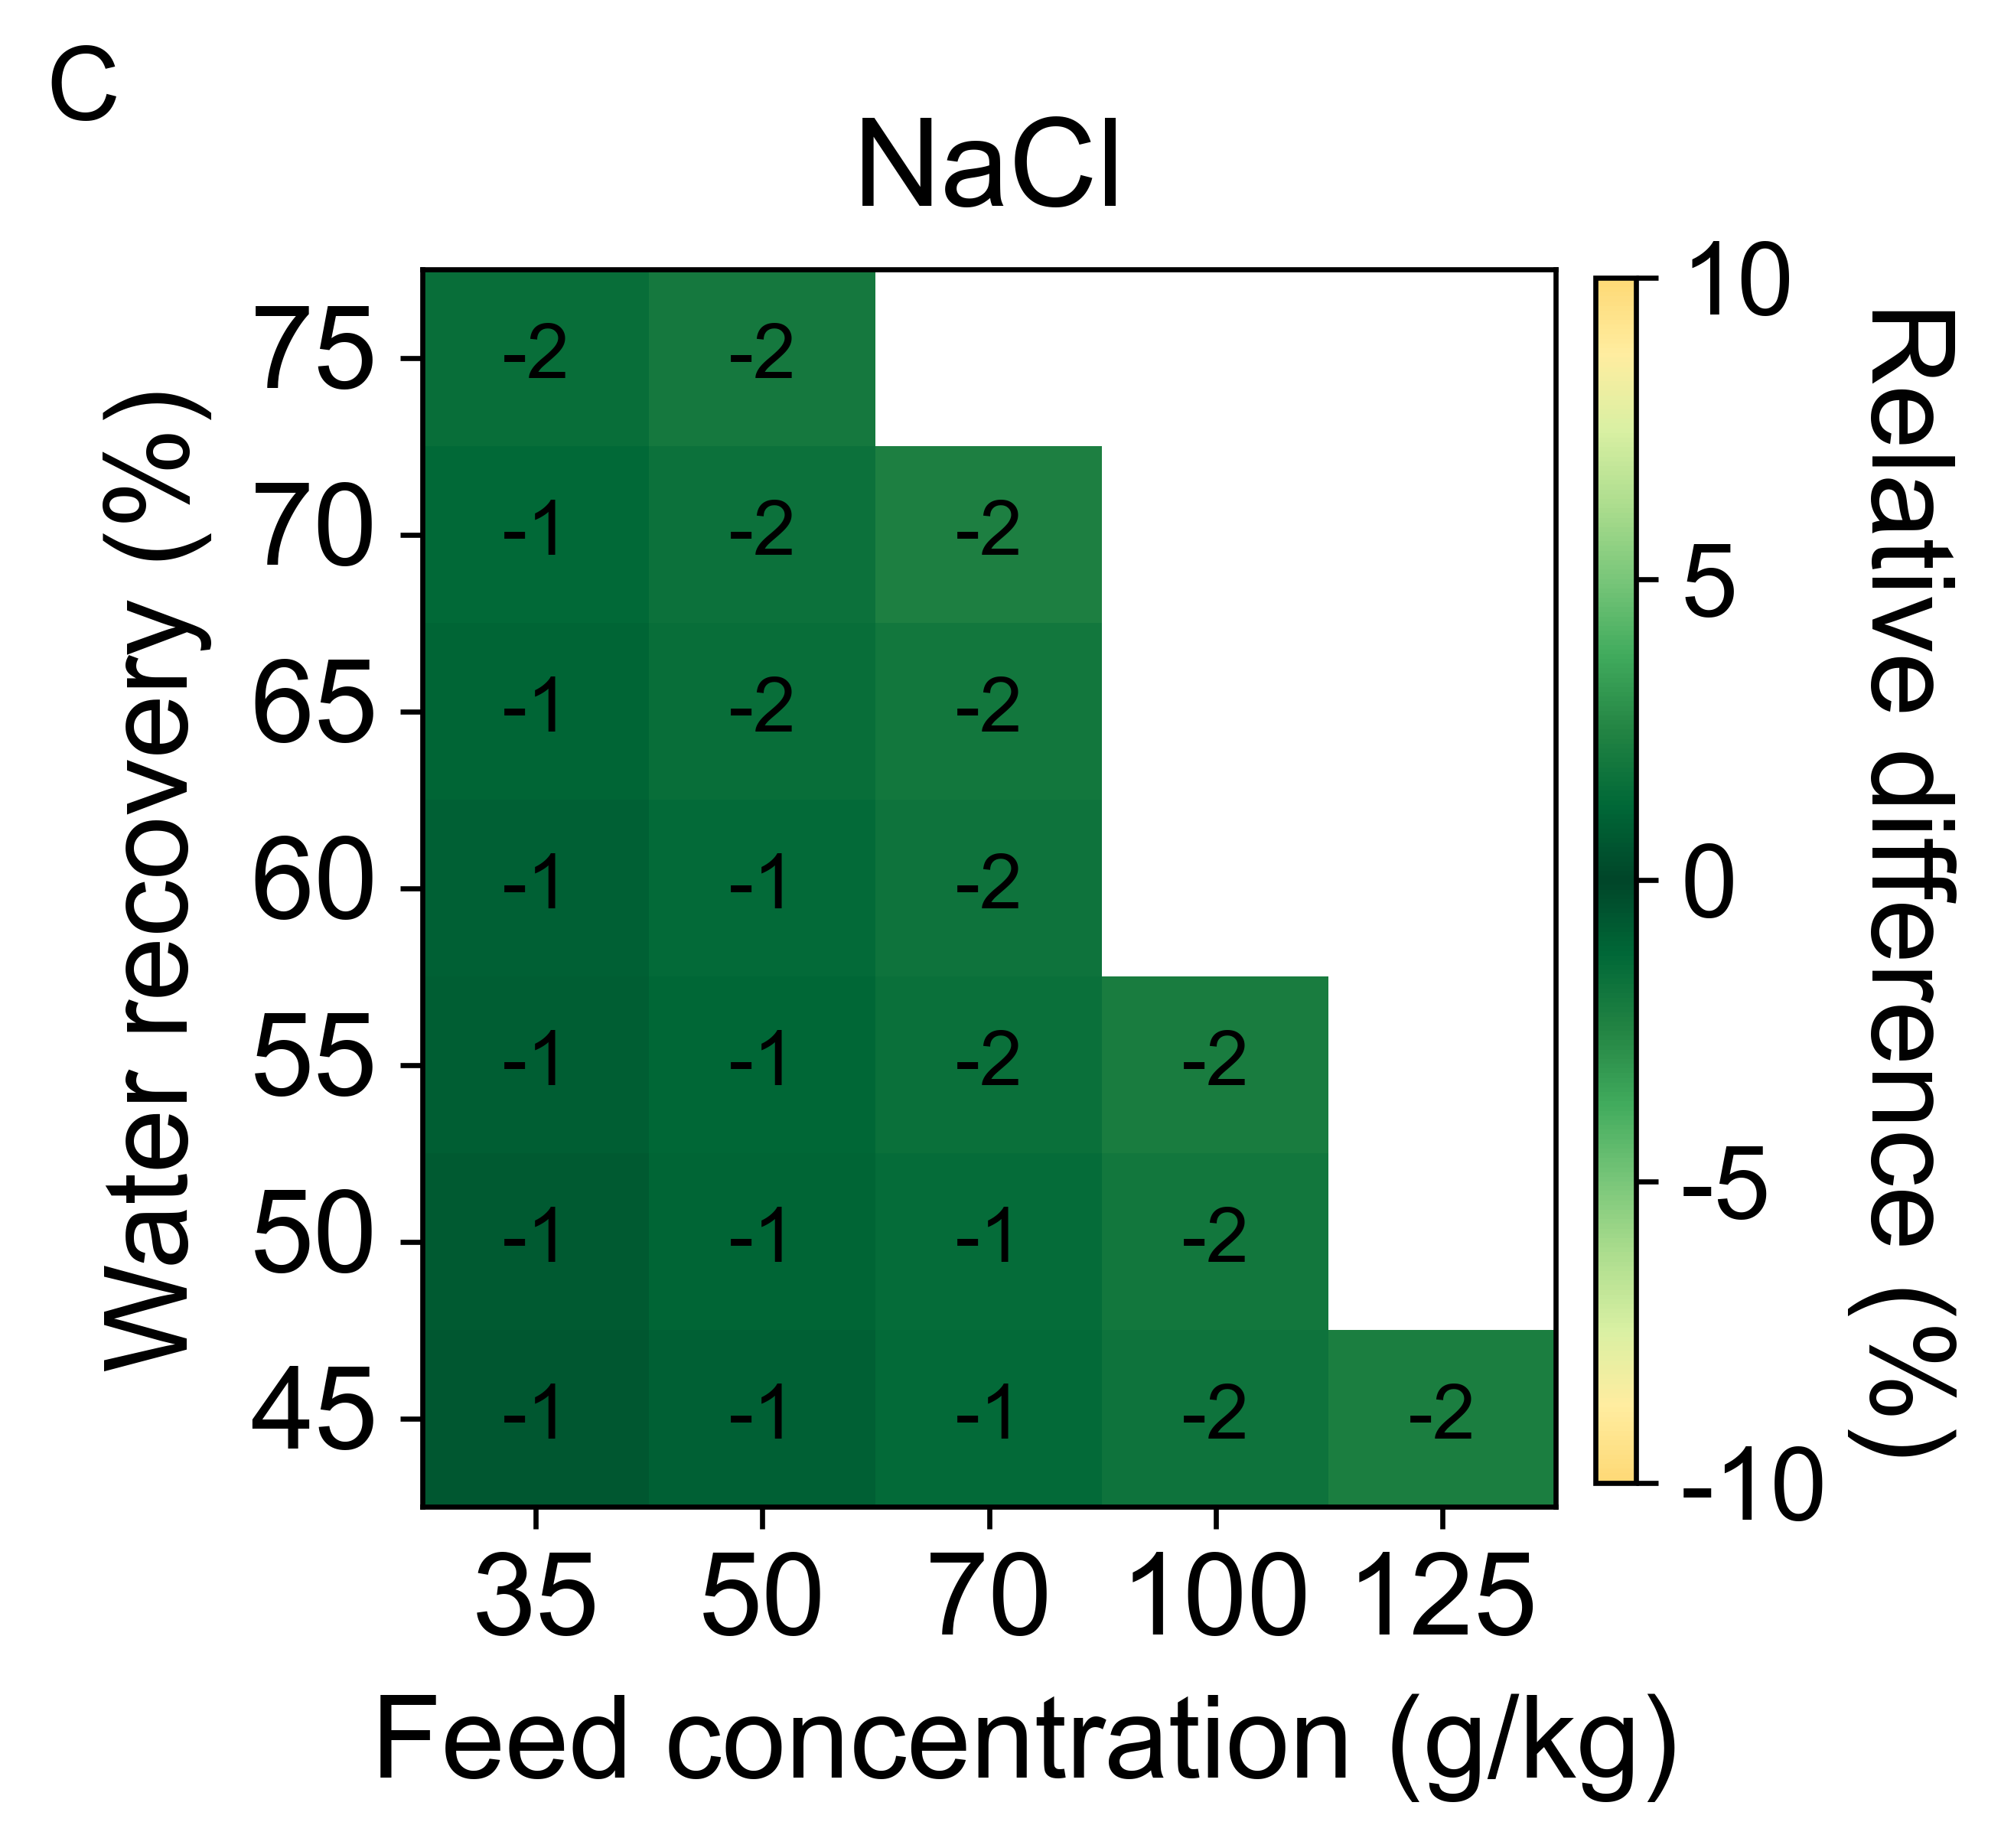 C
NaCl
Water recovery (%)
75 -2 -2
70 -1 -2 -2
65 -1 -2 -2
60 -1 -1 -2
55 -1 -1 -2 -2
50 -1 -1 -1 -2
45 -1 -1 -1 -2 -2
35 50 70 100 125
Feed concentration (g/kg)
10
5
0
-5
-10
Relative difference (%)